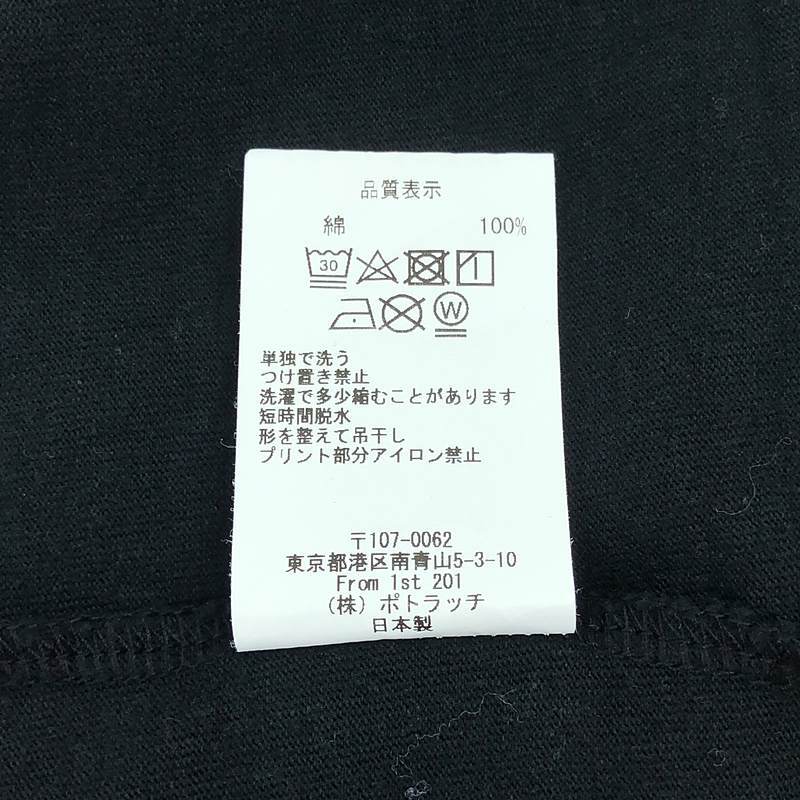 品質表示
綿 100%
30
W
単独で洗う
つけ置き禁止
洗濯で多少縮むことがあります
短時間脱水
形を整えて吊干し
プリント部分アイロン禁止
〒107-0062
東京都港区南青山5-3-10
From 1st 201
(株) ポトラッチ
日本製